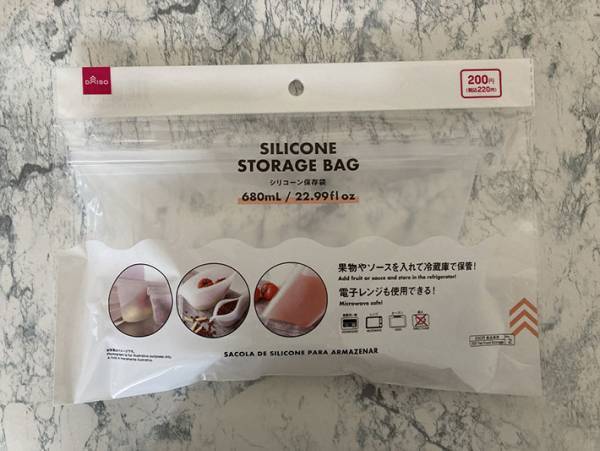 DAISO
200円
(税込220円)
SILICONE
STORAGE BAG
シリコーン保存袋
680mL / 22.99fl oz
果物やソースを入れて冷蔵庫で保管!
Add fruit or sauce and store in the refrigerator!
電子レンジも使用できる!
Microwave safe!
SACOLA DE SILICONE PARA ARMAZENAR